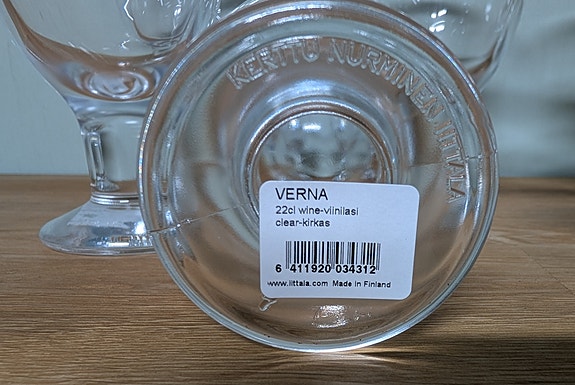 KERTTU NURMINEN IITTALA
VERNA
22cl wine-viinilasi
clear-kirkas
6 411920 034312
www.iittala.com Made in Finland